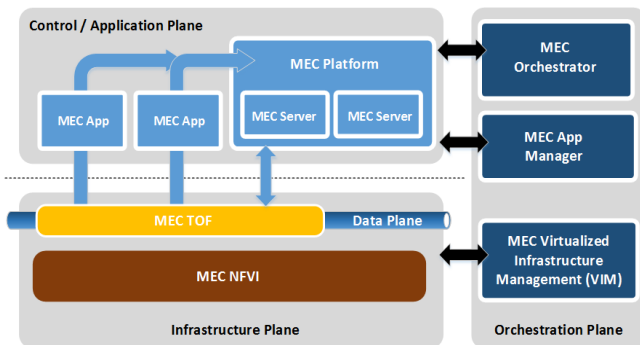 Control / Application Plane
MEC Platform
MEC App
MEC App
MEC Server
MEC Server
MEC
Orchestrator
MEC App
Manager
MEC TOF
Data Plane
MEC NFVI
MEC Virtualized
Infrastructure
Management (VIM)
Infrastructure Plane
Orchestration Plane